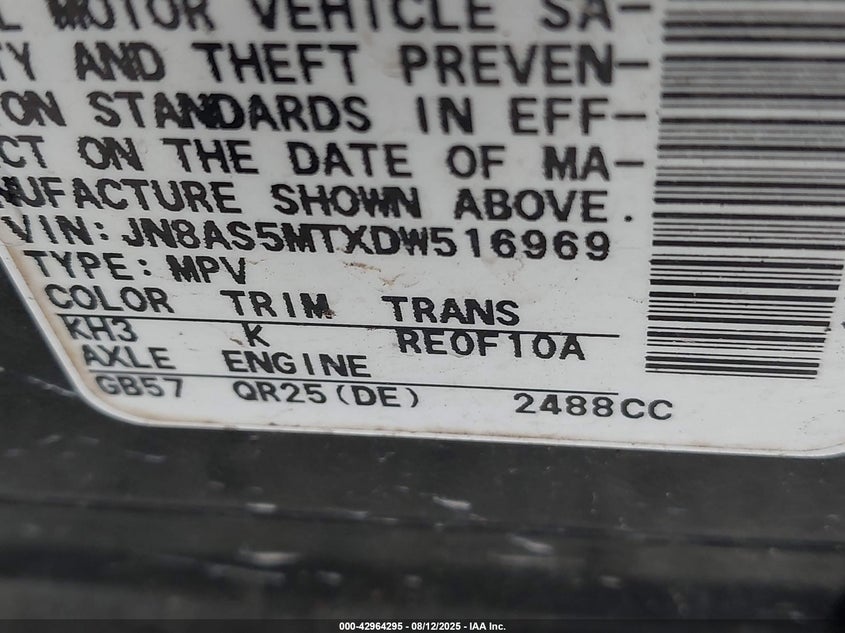 L MOTOR VEHICLE SA-
TY AND THEFT PREVEN-
ON STANDARDS IN EFF-
CT ON THE DATE OF MA-
NUFACTURE SHOWN ABOVE.
VIN: JN8AS5MTXDW516969
TYPE: MPV
COLOR TRIM TRANS
KH3 K RE0F10A
AXLE ENGINE
GB57 QR25(DE) 2488CC
000-42964295 - 08/12/2025 - IAA Inc.